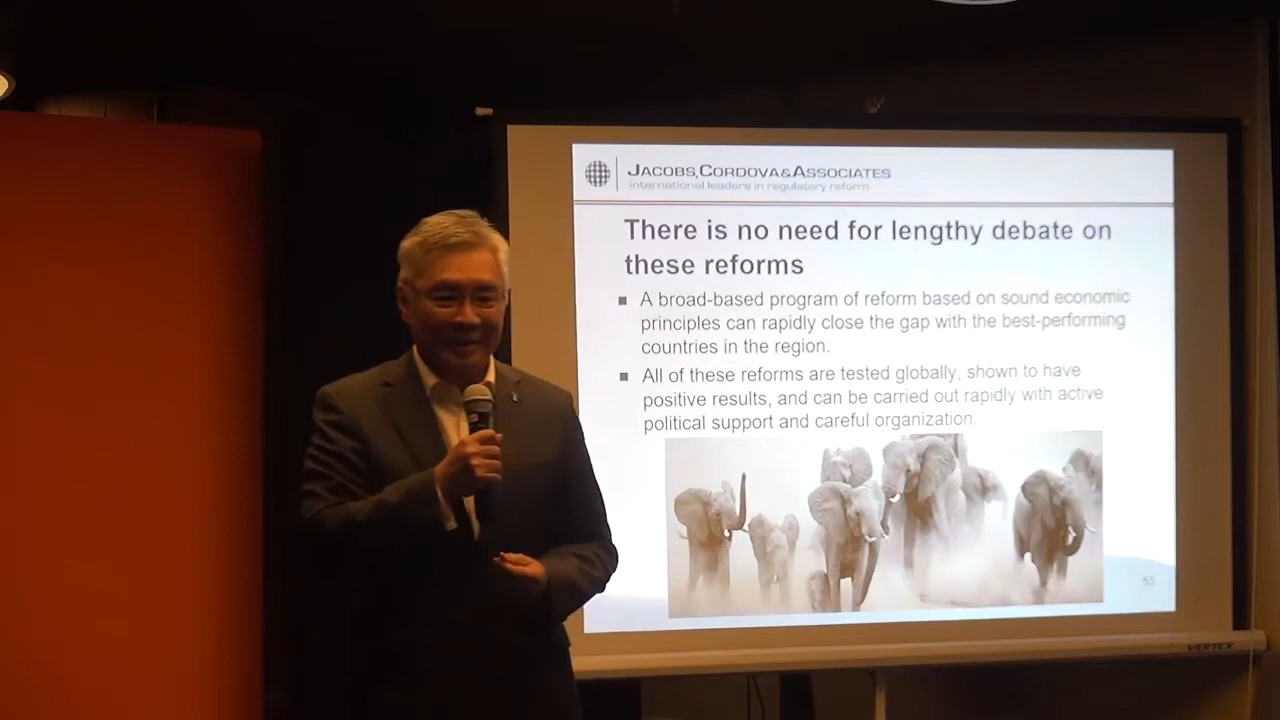 JACOBS, CORDOVA & ASSOCIATES
international leaders in regulatory reform
There is no need for lengthy debate on
these reforms
A broad-based program of reform based on sound economic
principles can rapidly close the gap with the best-performing
countries in the region.
All of these reforms are tested globally, shown to have
positive results, and can be carried out rapidly with active
political support and careful organization.
VERTEX